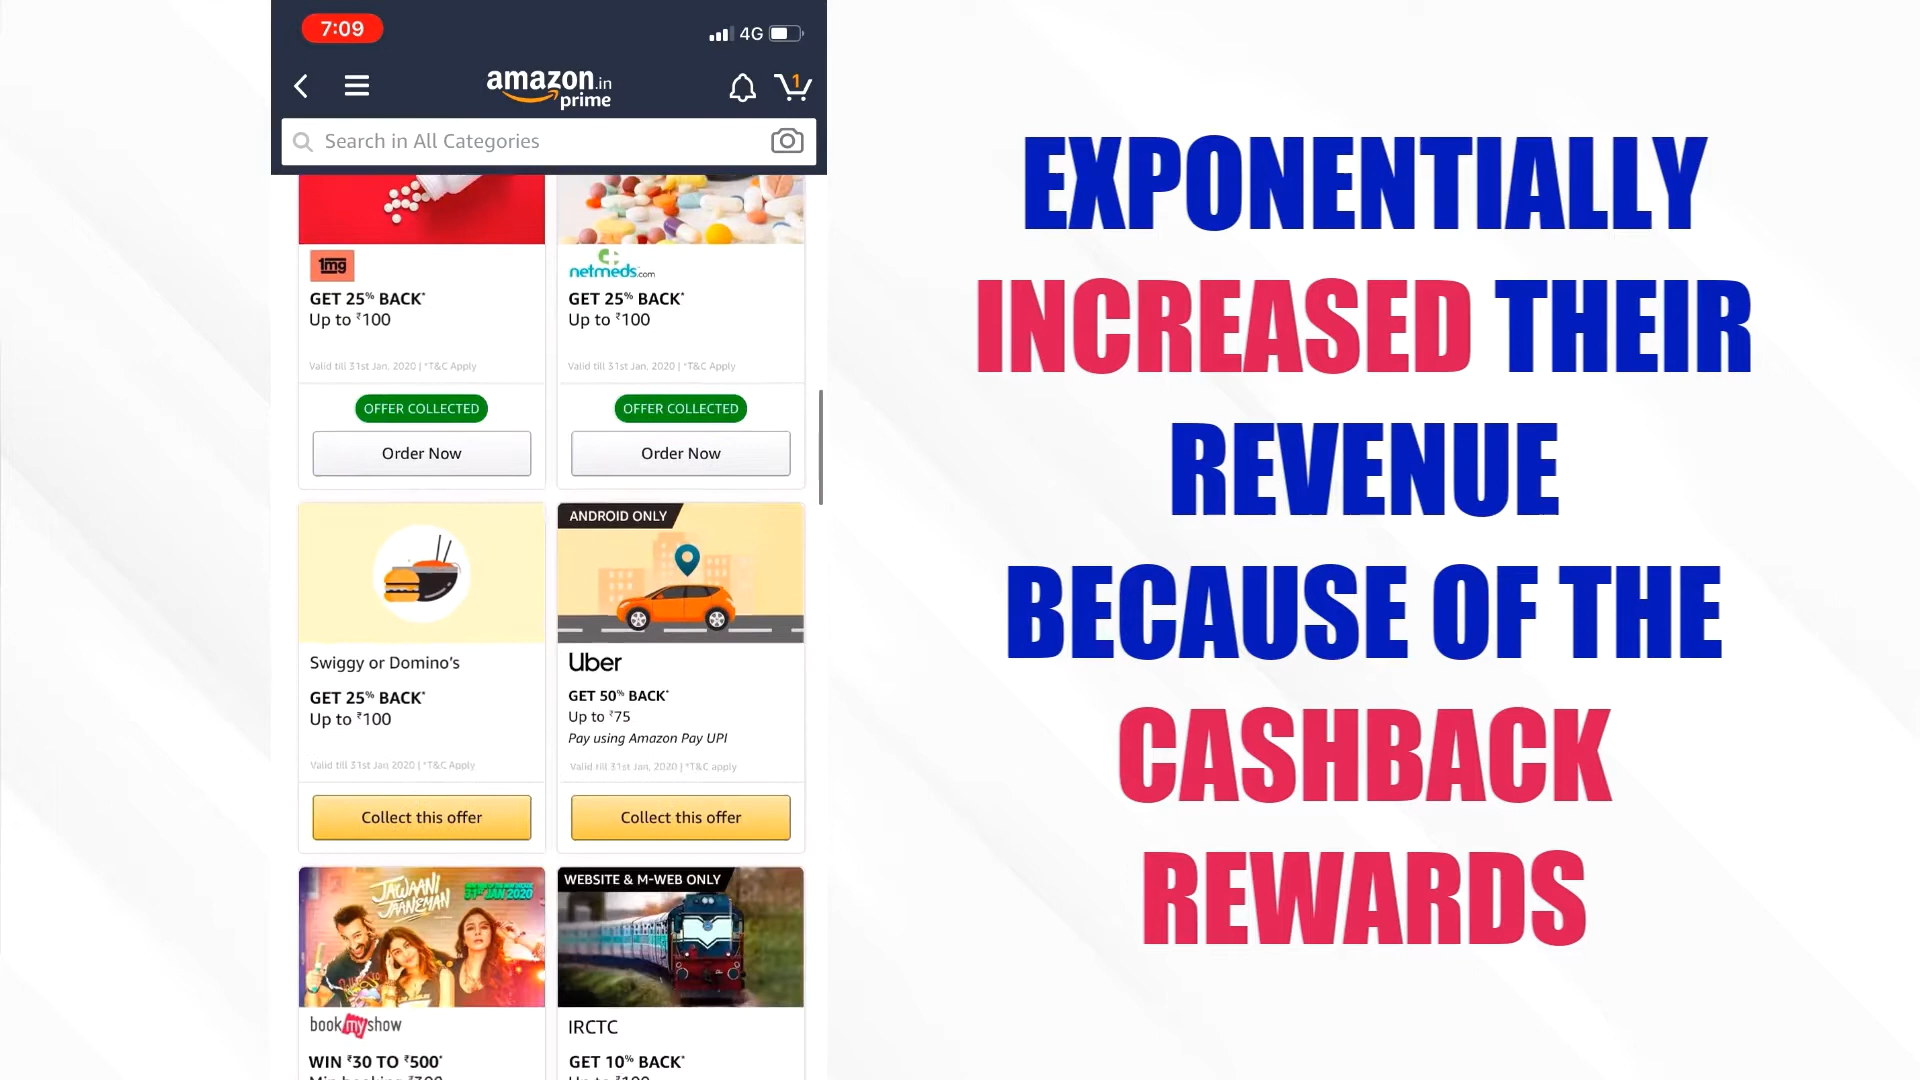 7:09
4G
amazon.in
prime
1
Search in All Categories
1mg
GET 25% BACK*
Up to ₹100
Valid till 31st Jan, 2020 | *T&C Apply
OFFER COLLECTED
Order Now
netmeds.com
GET 25% BACK*
Up to ₹100
Valid till 31st Jan, 2020 | *T&C Apply
OFFER COLLECTED
Order Now
Swiggy or Domino's
GET 25% BACK*
Up to ₹100
Valid till 31st Jan 2020 | *T&C Apply
Collect this offer
ANDROID ONLY
Uber
GET 50% BACK*
Up to ₹75
Pay using Amazon Pay UPI
Valid till 31st Jan, 2020 | *T&C apply
Collect this offer
JAWAANI
JAANEMAN
31ST JAN 2020
bookmyshow
WIN ₹30 TO ₹500*
WEBSITE & M-WEB ONLY
IRCTC
GET 10% BACK*
EXPONENTIALLY
INCREASED THEIR
REVENUE
BECAUSE OF THE
CASHBACK
REWARDS